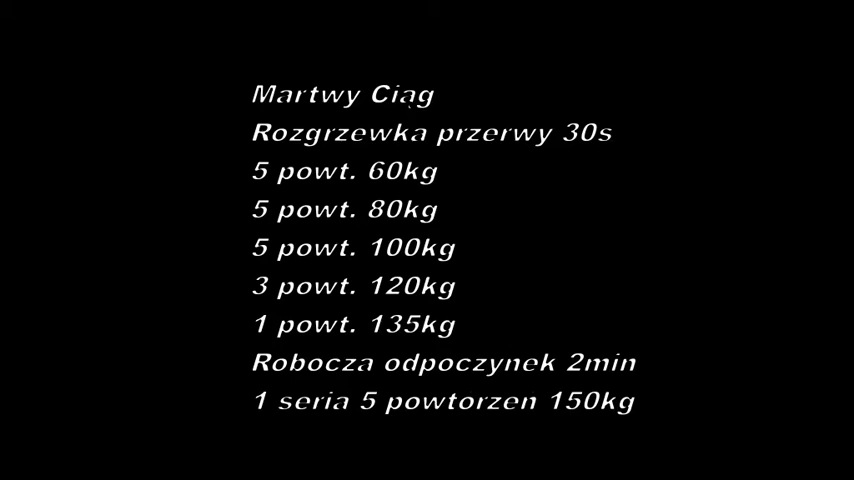 Martwy Ciąg
Rozgrzewka przerwy 30s
5 powt. 60kg
5 powt. 80kg
5 powt. 100kg
3 powt. 120kg
1 powt. 135kg
Robocza odpoczynek 2min
1 seria 5 powtorzen 150kg